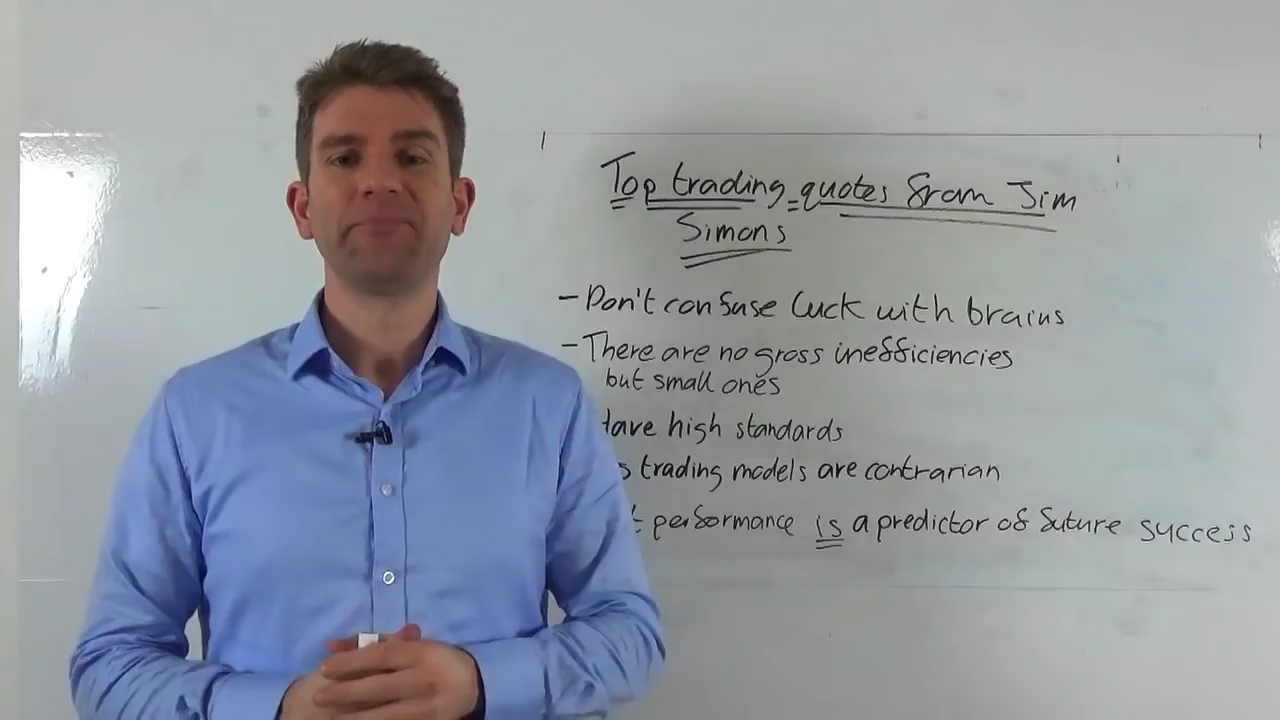 Top trading quotes from Jim
Simons
- Don't confuse luck with brains
- There are no gross inefficiencies
but small ones
have high standards
trading models are contrarian
performance is a predictor of future success